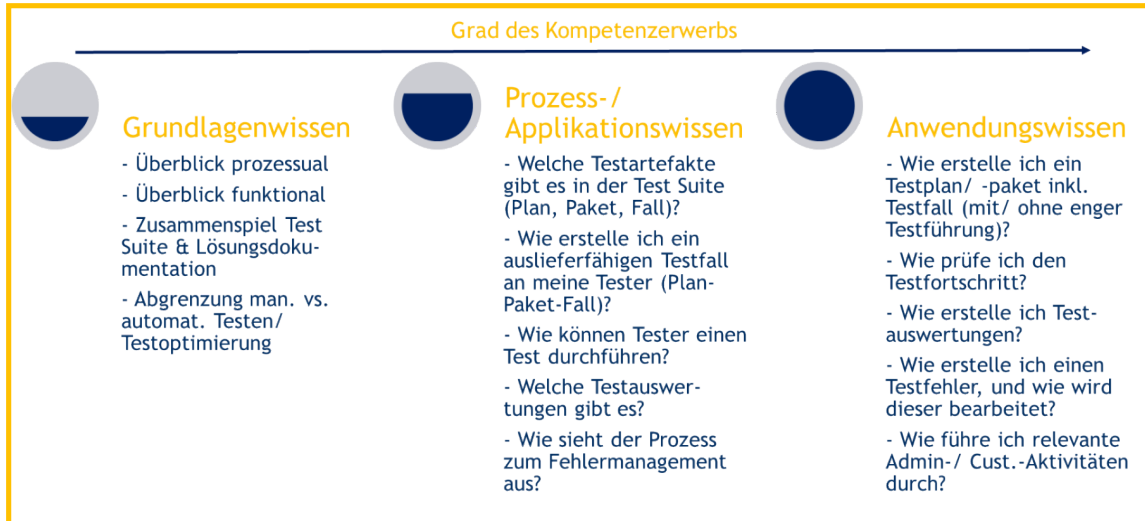 Grad des Kompetenzerwerbs
Grundlagenwissen
- Überblick prozessual
- Überblick funktional
- Zusammenspiel Test
Suite & Lösungsdoku-
mentation
- Abgrenzung man. vs.
automat. Testen/
Testoptimierung
Prozess-/
Applikationswissen
- Welche Testartefakte
gibt es in der Test Suite
(Plan, Paket, Fall)?
- Wie erstelle ich ein
auslieferfähigen Testfall
an meine Tester (Plan-
Paket-Fall)?
- Wie können Tester einen
Test durchführen?
- Welche Testauswer-
tungen gibt es?
- Wie sieht der Prozess
zum Fehlermanagement
aus?
Anwendungswissen
- Wie erstelle ich ein
Testplan/ -paket inkl.
Testfall (mit/ ohne enger
Testführung)?
- Wie prüfe ich den
Testfortschritt?
- Wie erstelle ich Test-
auswertungen?
- Wie erstelle ich einen
Testfehler, und wie wird
dieser bearbeitet?
- Wie führe ich relevante
Admin-/ Cust.-Aktivitäten
durch?